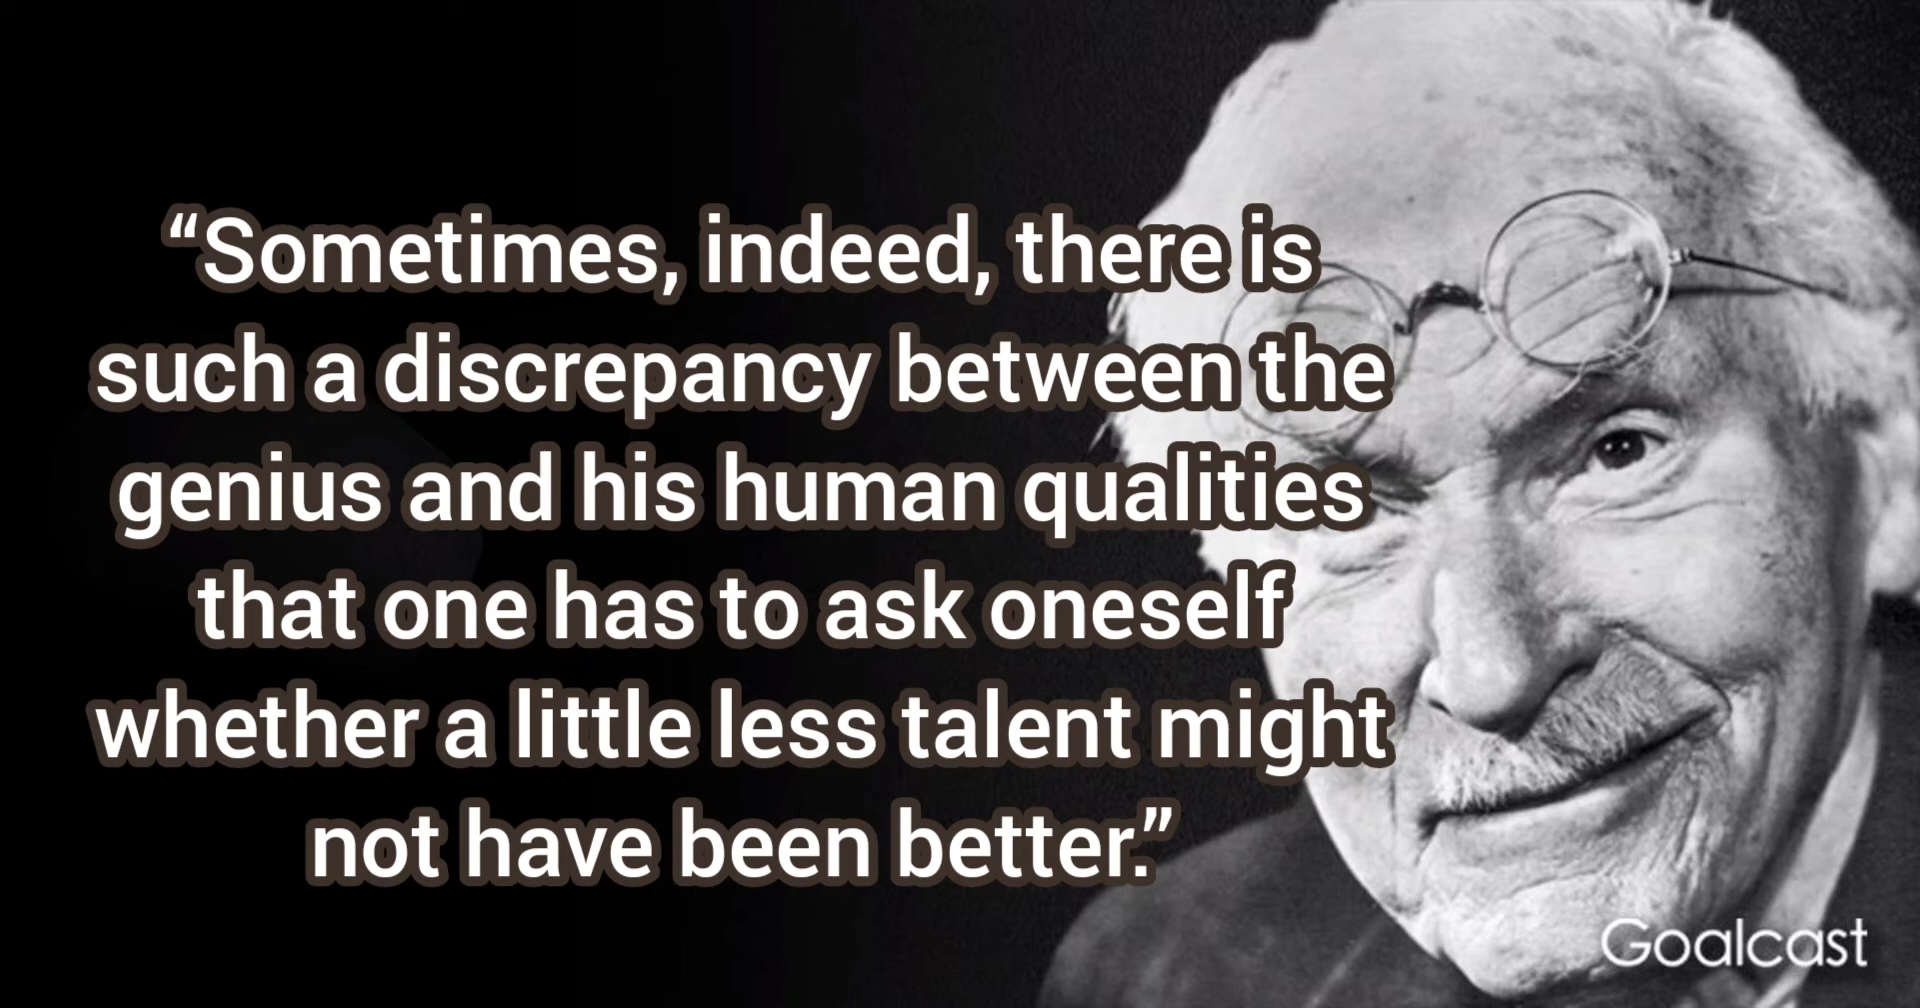 “Sometimes, indeed, there is
such a discrepancy between the
genius and his human qualities
that one has to ask oneself
whether a little less talent might
not have been better.”
Goalcast